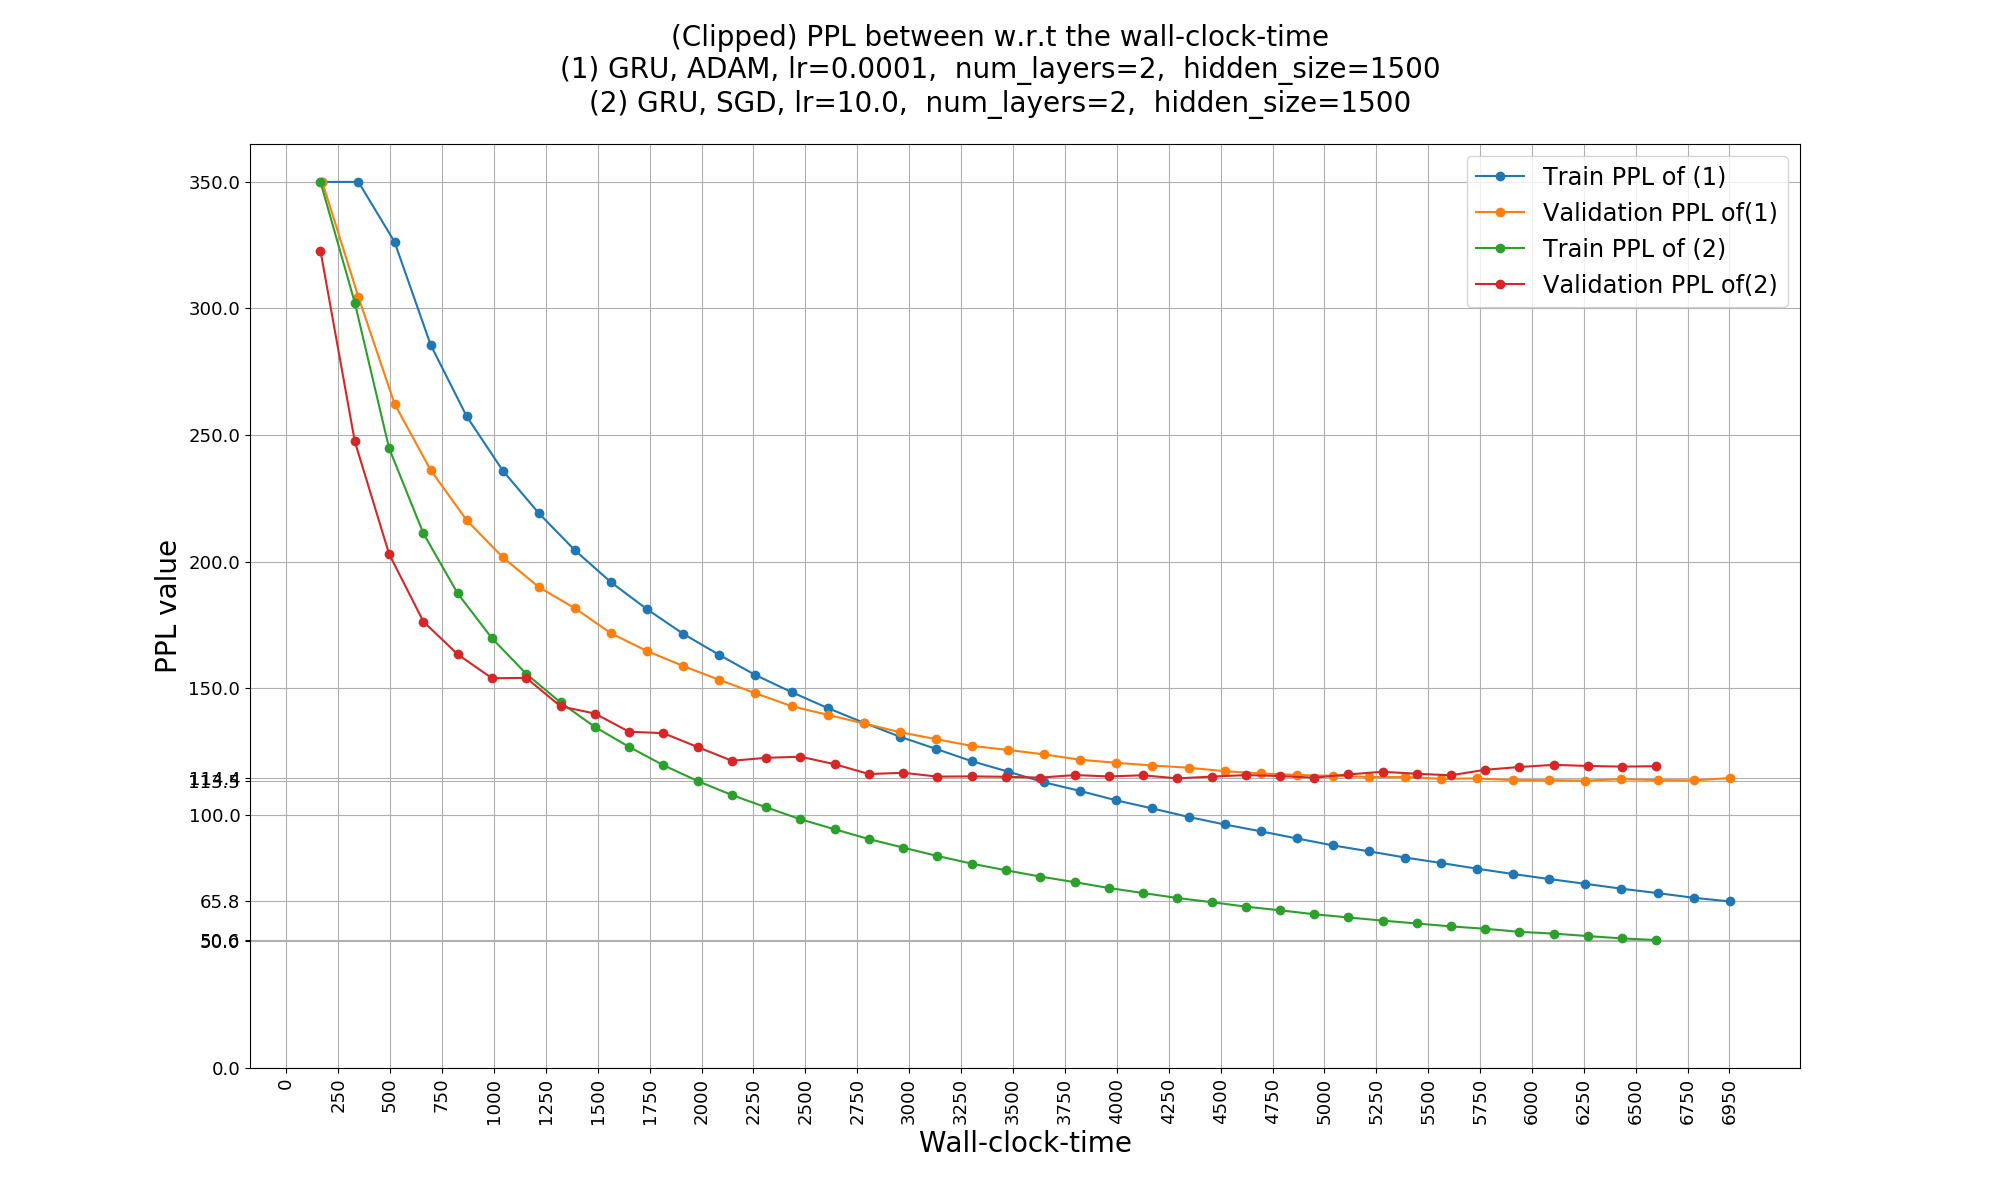 (Clipped) PPL between w.r.t the wall-clock-time
(1) GRU, ADAM, lr=0.0001,  num_layers=2,  hidden_size=1500
(2) GRU, SGD, lr=10.0,  num_layers=2,  hidden_size=1500
Train PPL of (1)
Validation PPL of(1)
Train PPL of (2)
Validation PPL of(2)
PPL value
350.0
300.0
250.0
200.0
150.0
114.4
100.0
65.8
0.0
0 250 500 750 1000 1250 1500 1750 2000 2250 2500 2750 3000 3250 3500 3750 4000 4250 4500 4750 5000 5250 5500 5750 6000 6250 6500 6750 6950
Wall-clock-time